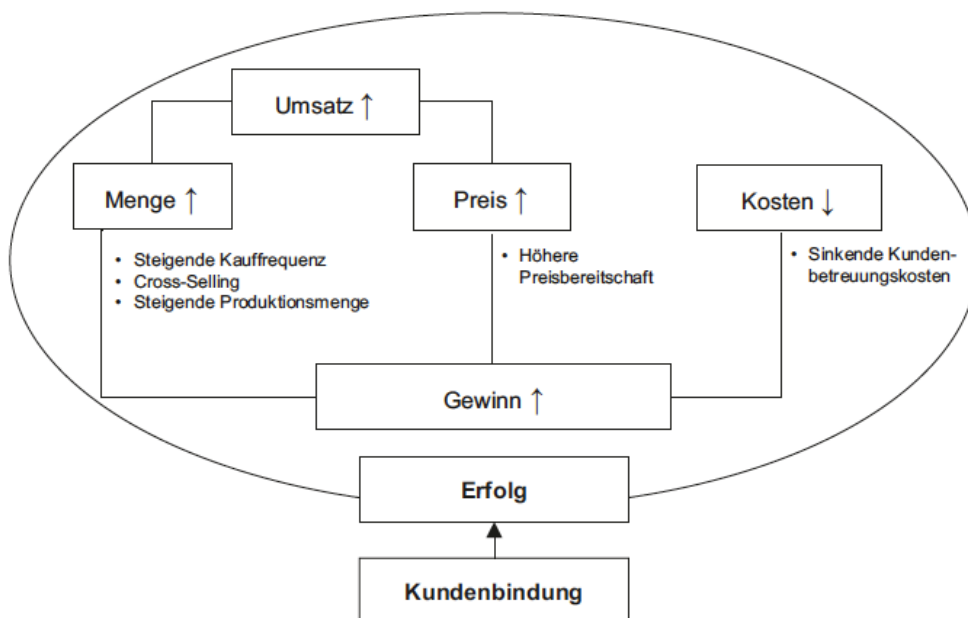 Umsatz ↑
Menge ↑
Preis ↑
Kosten ↓
• Steigende Kauffrequenz
• Cross-Selling
• Steigende Produktionsmenge
• Höhere
Preisbereitschaft
• Sinkende Kunden-
betreuungskosten
Gewinn ↑
Erfolg
Kundenbindung